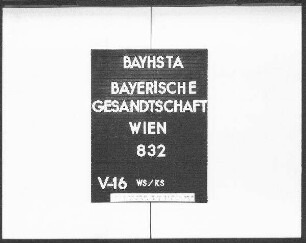 BAYHSTA
BAYERISCHE
GESANDTSCHAFT
WIEN
832
V-16 WS/KS